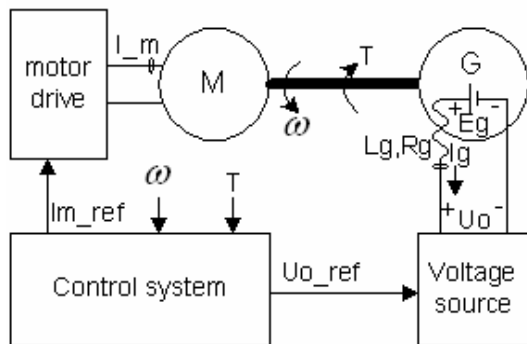 motor
drive
I_m
M
ω
T
G
+ -
Eg
Lg,Rg
Ig
+ -
Uo
Im_ref
ω
T
Control system
Uo_ref
Voltage
source